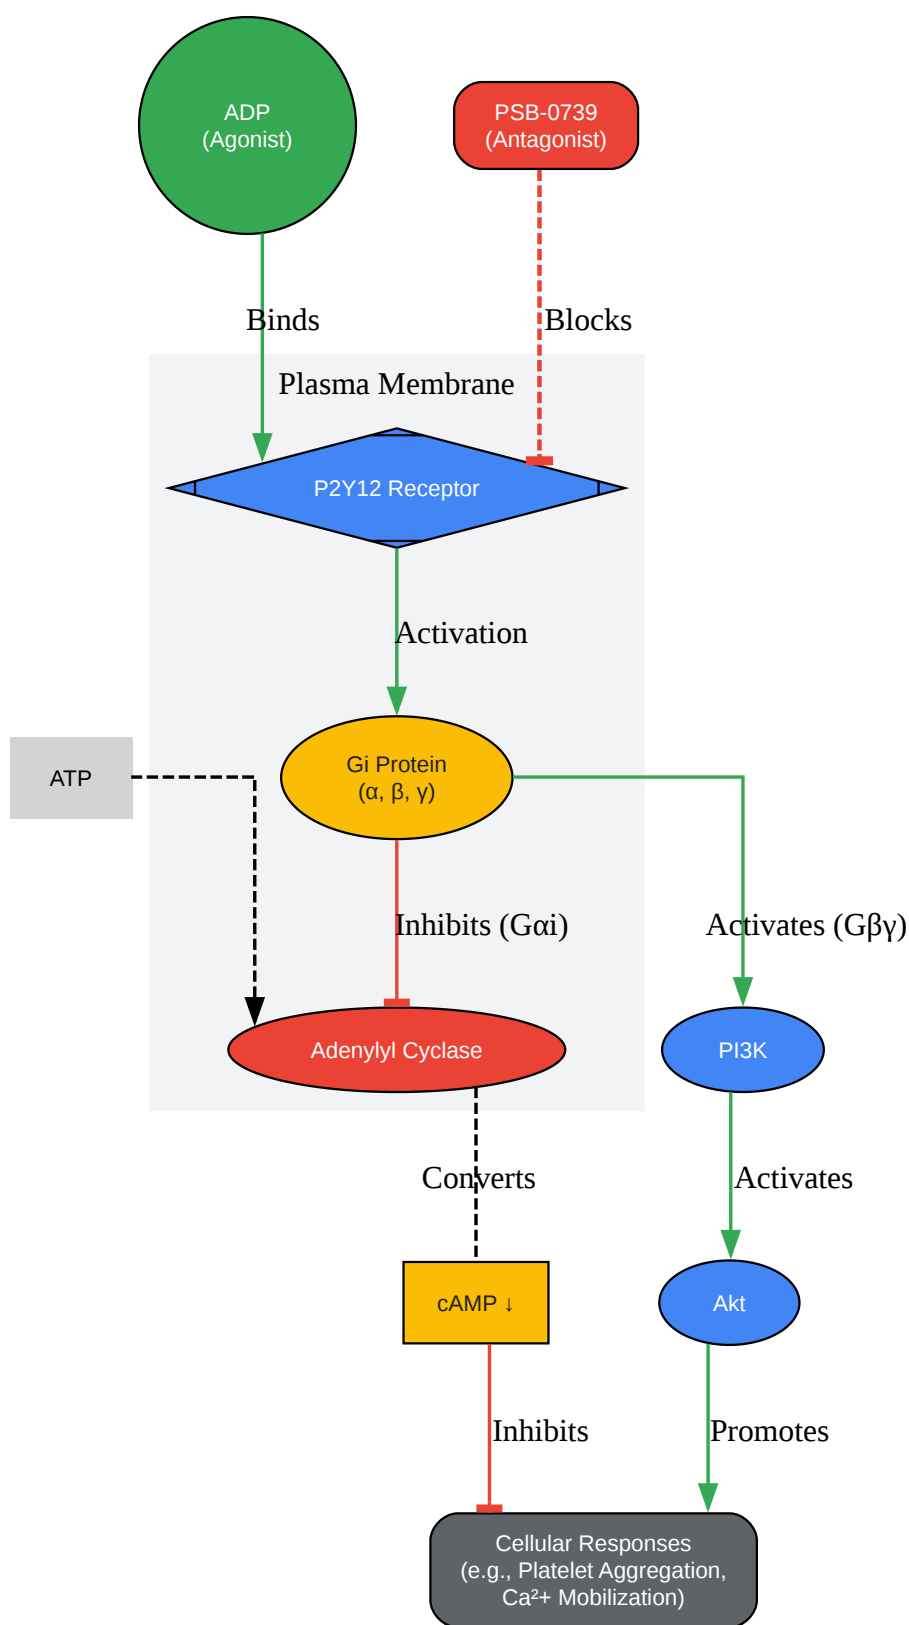 ADP
(Agonist)
PSB-0739
(Antagonist)
Binds
Blocks
Plasma Membrane
P2Y12 Receptor
Activation
ATP
Gi Protein
(α, β, γ)
Inhibits (Gαi)
Activates (Gβγ)
Adenylyl Cyclase
PI3K
Converts
Activates
cAMP ↓
Akt
Inhibits
Promotes
Cellular Responses
(e.g., Platelet Aggregation,
Ca²+ Mobilization)